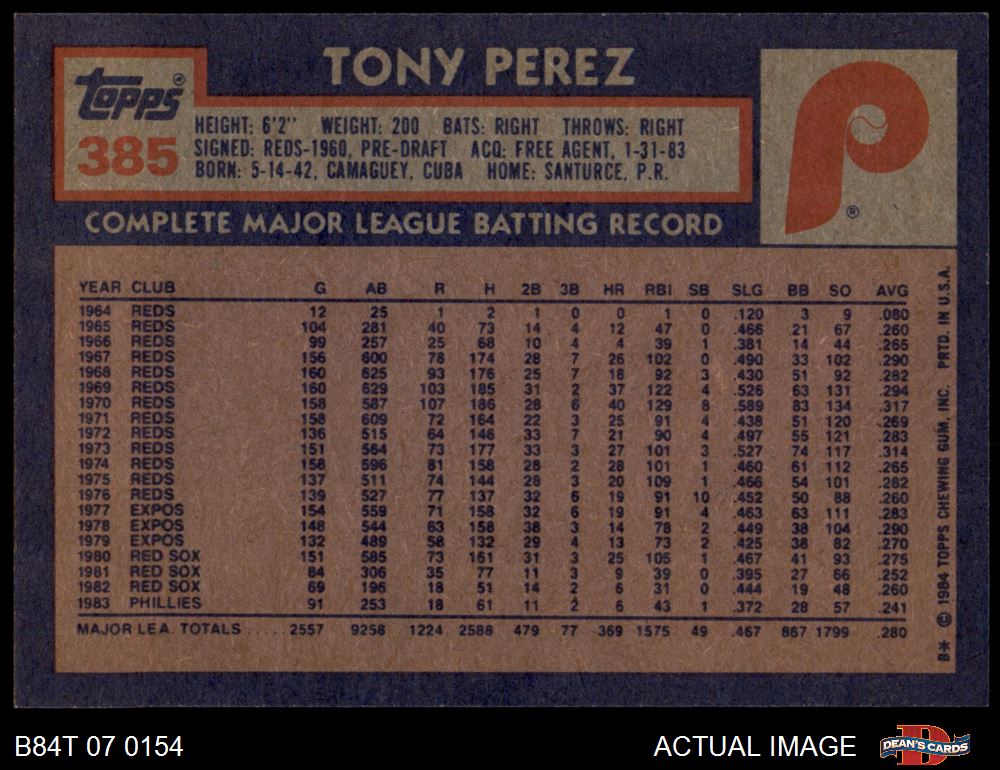 TONY PEREZ
topps®
385
HEIGHT: 6'2" WEIGHT: 200 BATS: RIGHT THROWS: RIGHT
SIGNED: REDS-1960, PRE-DRAFT ACQ: FREE AGENT, 1-31-83
BORN: 5-14-42, CAMAGUEY, CUBA HOME: SANTURCE, P.R.
P ®
COMPLETE MAJOR LEAGUE BATTING RECORD
YEAR CLUB G AB R H 2B 3B HR RBI SB SLG BB SO AVG
1964 REDS 12 25 1 2 1 0 0 1 0 .120 3 9 .080
1965 REDS 104 281 40 73 14 4 12 47 0 .466 21 67 .260
1966 REDS 99 257 25 68 10 4 4 39 1 .381 14 44 .265
1967 REDS 156 600 78 174 28 7 26 102 0 .490 33 102 .290
1968 REDS 160 625 93 176 25 7 18 92 3 .430 51 92 .282
1969 REDS 160 629 103 185 31 2 37 122 4 .526 63 131 .294
1970 REDS 158 587 107 186 28 6 40 129 8 .589 83 134 .317
1971 REDS 158 609 72 164 22 3 25 91 4 .438 51 120 .269
1972 REDS 136 515 64 146 33 7 21 90 4 .497 55 121 .283
1973 REDS 151 564 73 177 33 3 27 101 3 .527 74 117 .314
1974 REDS 158 596 81 158 28 2 28 101 1 .460 61 112 .265
1975 REDS 137 511 74 144 28 3 20 109 1 .466 54 101 .282
1976 REDS 139 527 77 137 32 6 19 91 10 .452 50 88 .260
1977 EXPOS 154 559 71 158 32 6 19 91 4 .463 63 111 .283
1978 EXPOS 148 544 63 158 38 3 14 78 2 .449 38 104 .290
1979 EXPOS 132 489 58 132 29 4 13 73 2 .425 38 82 .270
1980 RED SOX 151 585 73 161 31 3 25 105 1 .467 41 93 .275
1981 RED SOX 84 306 35 77 11 3 9 39 0 .395 27 66 .252
1982 RED SOX 69 196 18 51 14 2 6 31 0 .444 19 48 .260
1983 PHILLIES 91 253 18 61 11 2 6 43 1 .372 28 57 .241
MAJOR LEA. TOTALS ..... 2557 9258 1224 2588 479 77 369 1575 49 .467 867 1799 .280
B* © 1984 TOPPS CHEWING GUM, INC. PRTD. IN U.S.A.
B84T 07 0154
ACTUAL IMAGE
D
DEAN'S CARDS